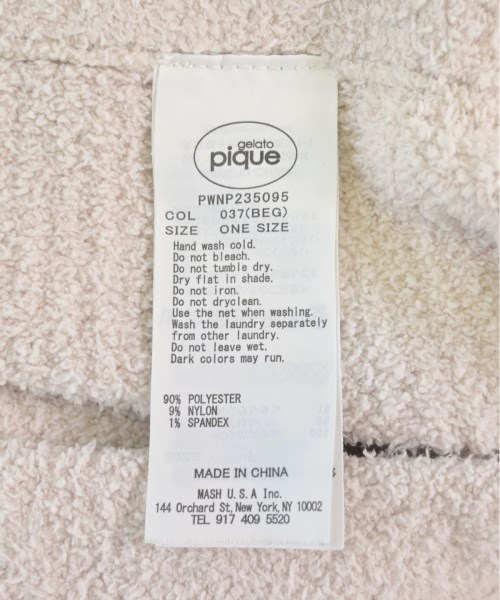 gelato
pique
PWNP235095
COL 037(BEG)
SIZE ONE SIZE
Hand wash cold.
Do not bleach.
Do not tumble dry.
Dry flat in shade.
Do not iron.
Do not dryclean.
Use the net when washing.
Wash the laundry separately
from other laundry.
Do not leave wet.
Dark colors may run.
90% POLYESTER
9% NYLON
1% SPANDEX
MADE IN CHINA
MASH U.S.A Inc.
144 Orchard St, New York, NY 10002
TEL 917 409 5520